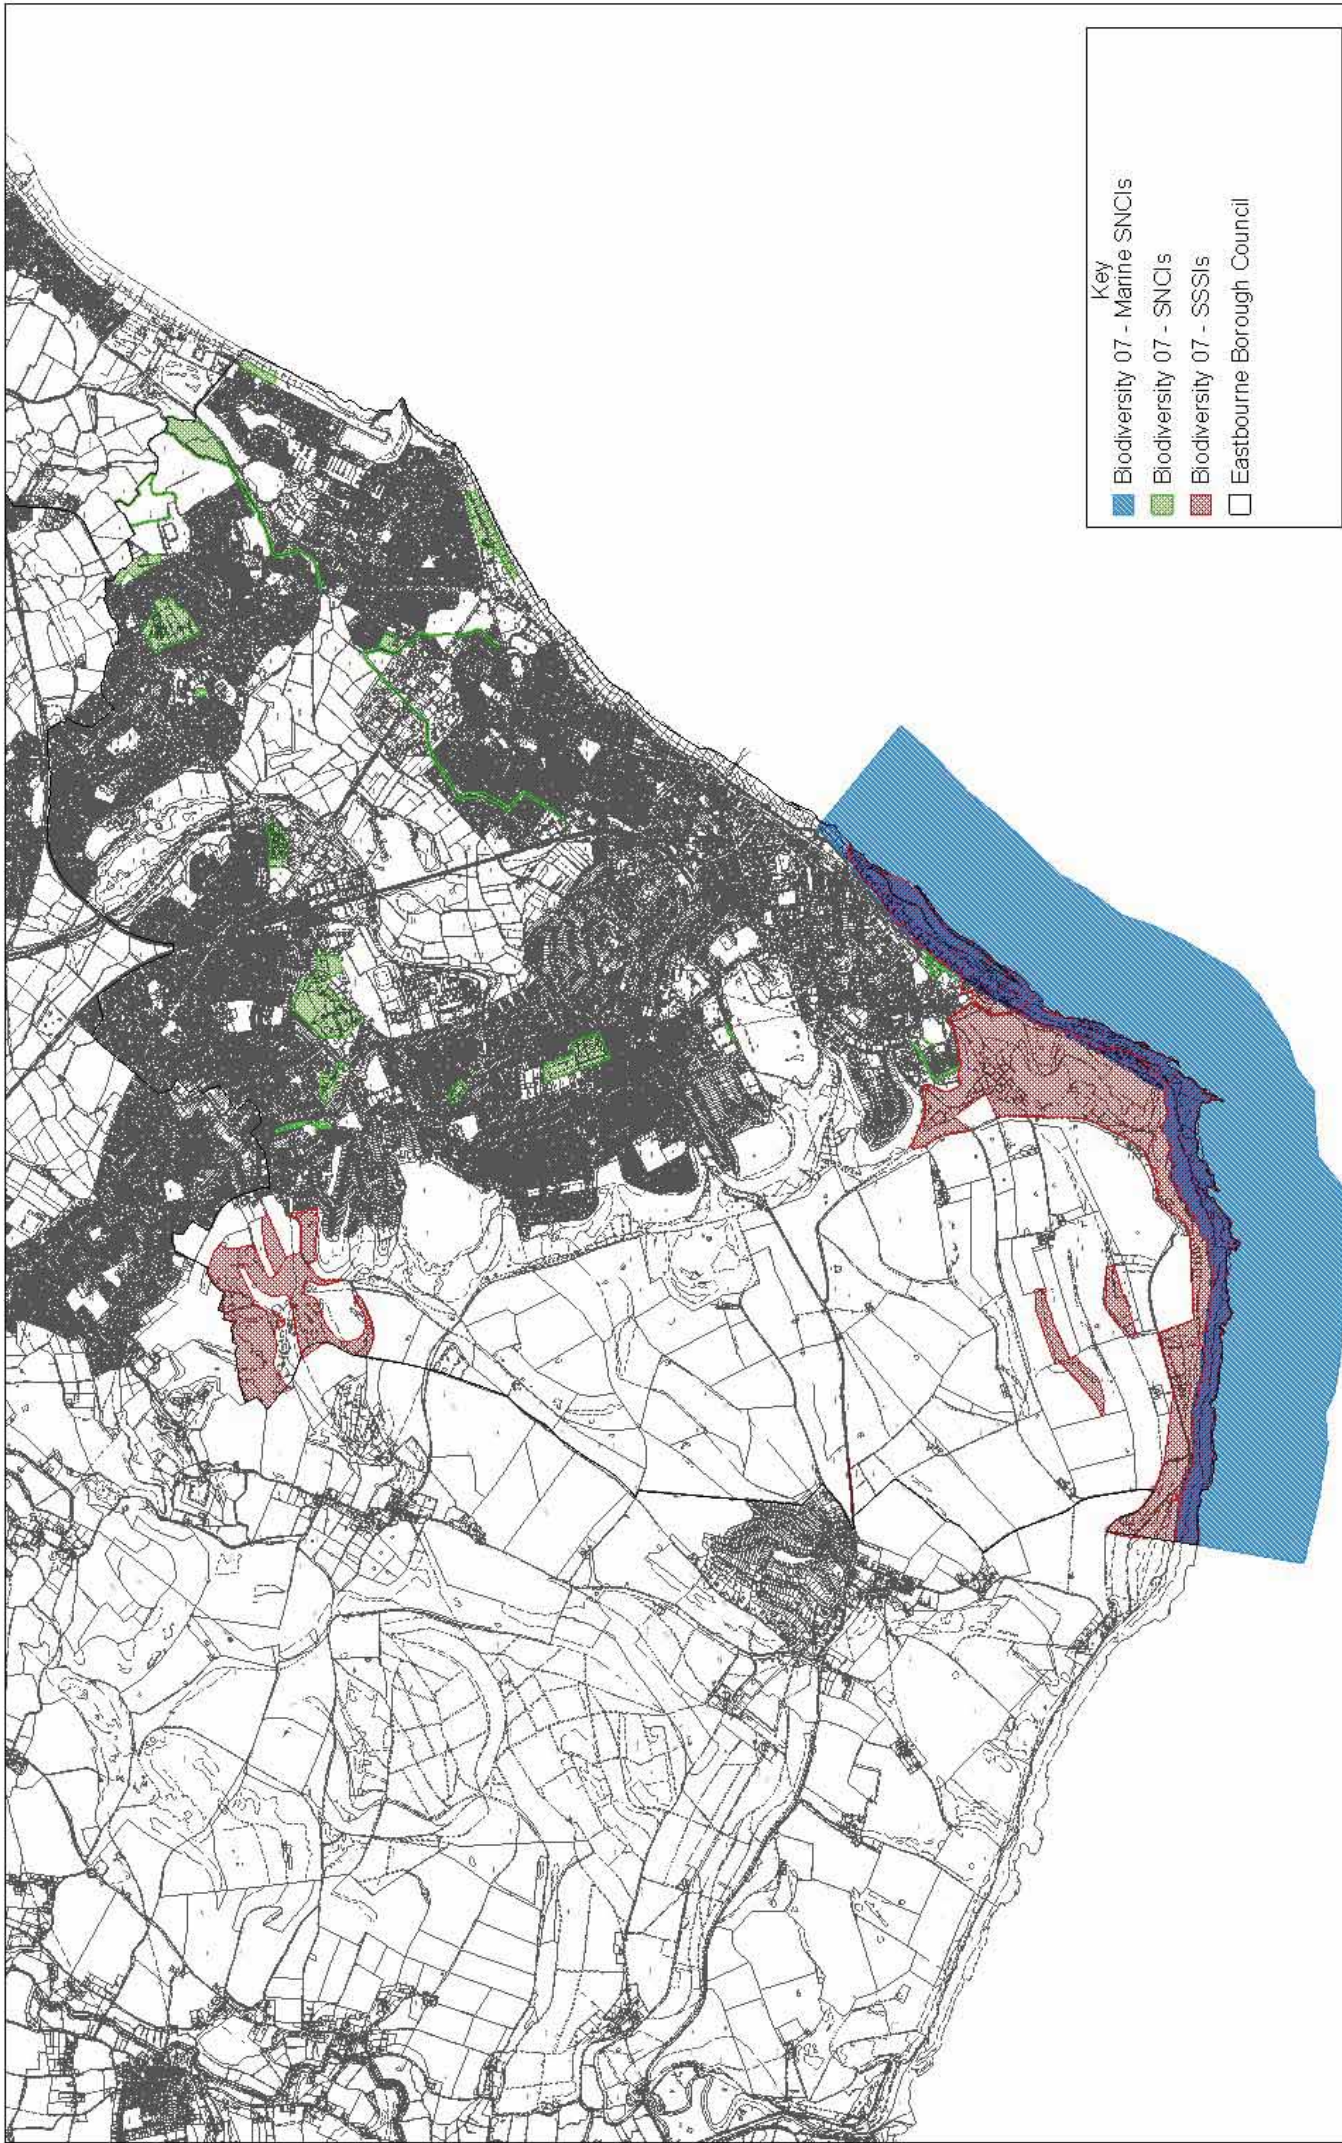 Key
Biodiversity 07 - Marine SNCIs
Biodiversity 07 - SNCIs
Biodiversity 07 - SSSIs
Eastbourne Borough Council